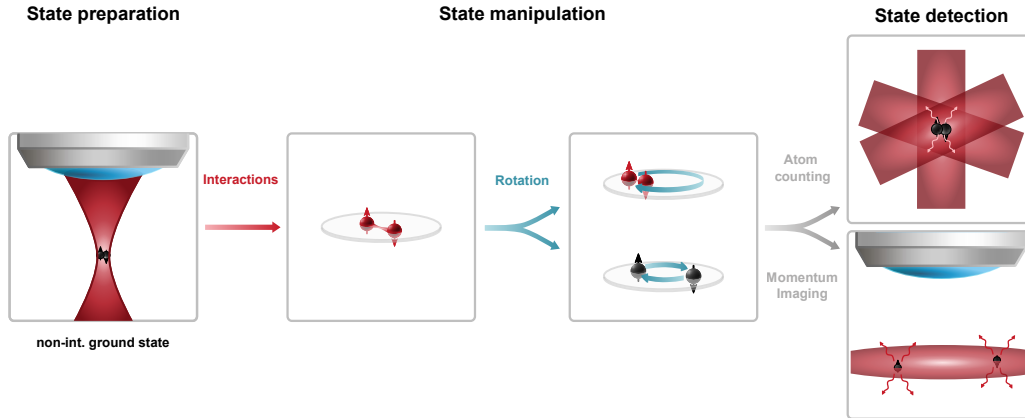 State preparation
State manipulation
State detection
Interactions
Rotation
Atom
counting
Momentum
Imaging
non-int. ground state